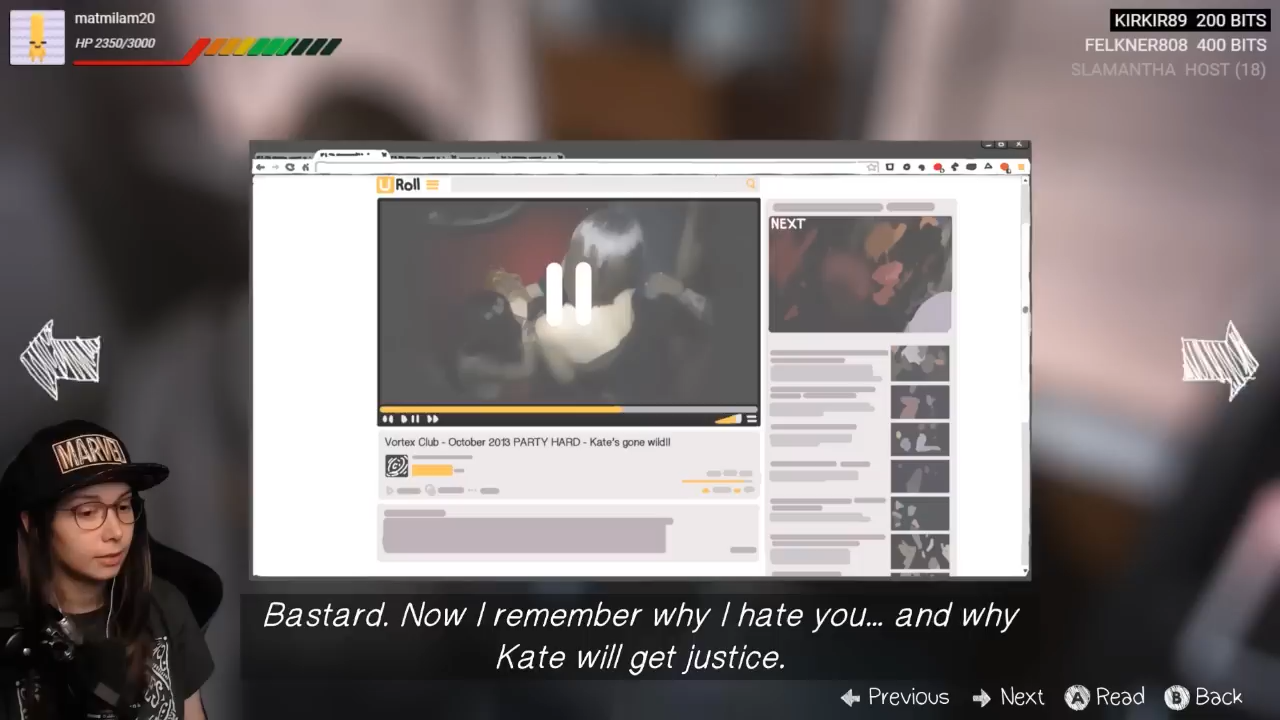 matmilam20
HP 2350/3000
KIRKIR89 200 BITS
FELKNER808 400 BITS
SLAMANTHA HOST (18)
U Roll
NEXT
Vortex Club - October 2013 PARTY HARD - Kate's gone wild!!
MARVEL
Bastard. Now I remember why I hate you... and why
Kate will get justice.
Previous Next A Read B Back